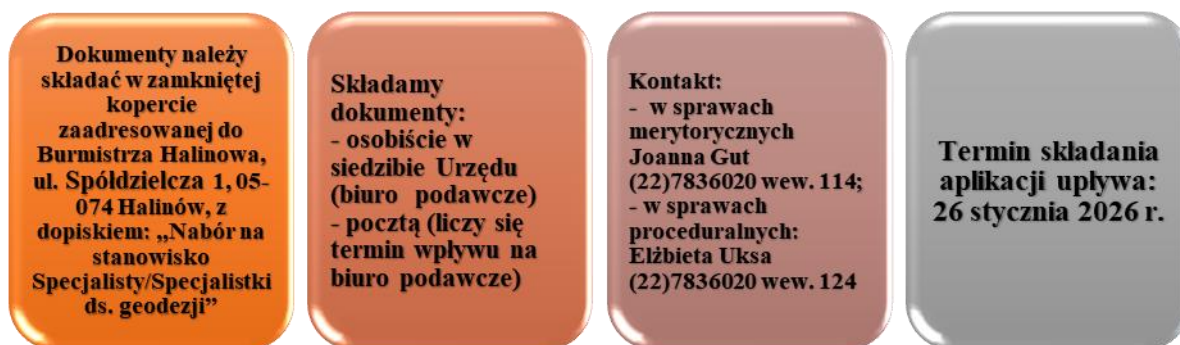 Dokumenty należy
składać w zamkniętej
kopercie
zaadresowanej do
Burmistrza Halinowa,
ul. Spółdzielcza 1, 05-
074 Halinów, z
dopiskiem: „Nabór na
stanowisko
Specjalisty/Specjalistki
ds. geodezji”
Składamy
dokumenty:
- osobiście w
siedzibie Urzędu
(biuro podawcze)
- pocztą (liczy się
termin wpływu na
biuro podawcze)
Kontakt:
- w sprawach
merytorycznych
Joanna Gut
(22)7836020 wew. 114;
- w sprawach
proceduralnych:
Elżbieta Uksa
(22)7836020 wew. 124
Termin składania
aplikacji upływa:
26 stycznia 2026 r.